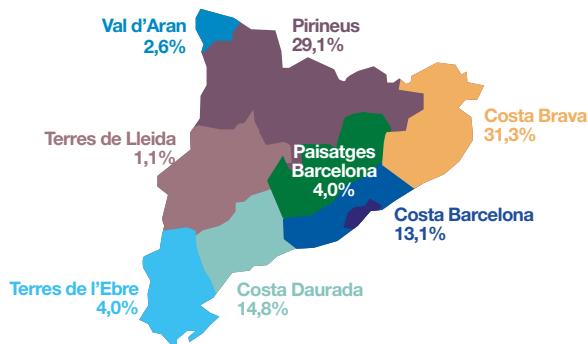 Val d'Aran
2,6%
Pirineus
29,1%
Costa Brava
31,3%
Terres de Lleida
1,1%
Paisatges
Barcelona
4,0%
Costa Barcelona
13,1%
Terres de l'Ebre
4,0%
Costa Daurada
14,8%